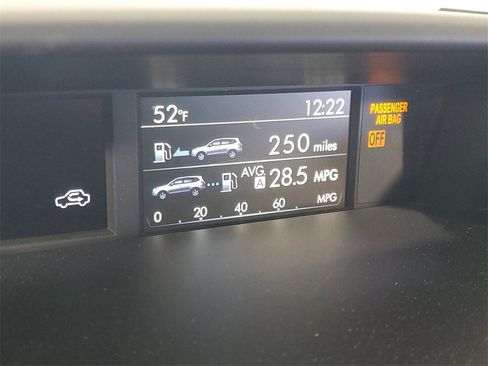 52°F 12:22
PASSENGER
AIR BAG
OFF
250 miles
AVG.
A 28.5 MPG
0 20 40 60 MPG